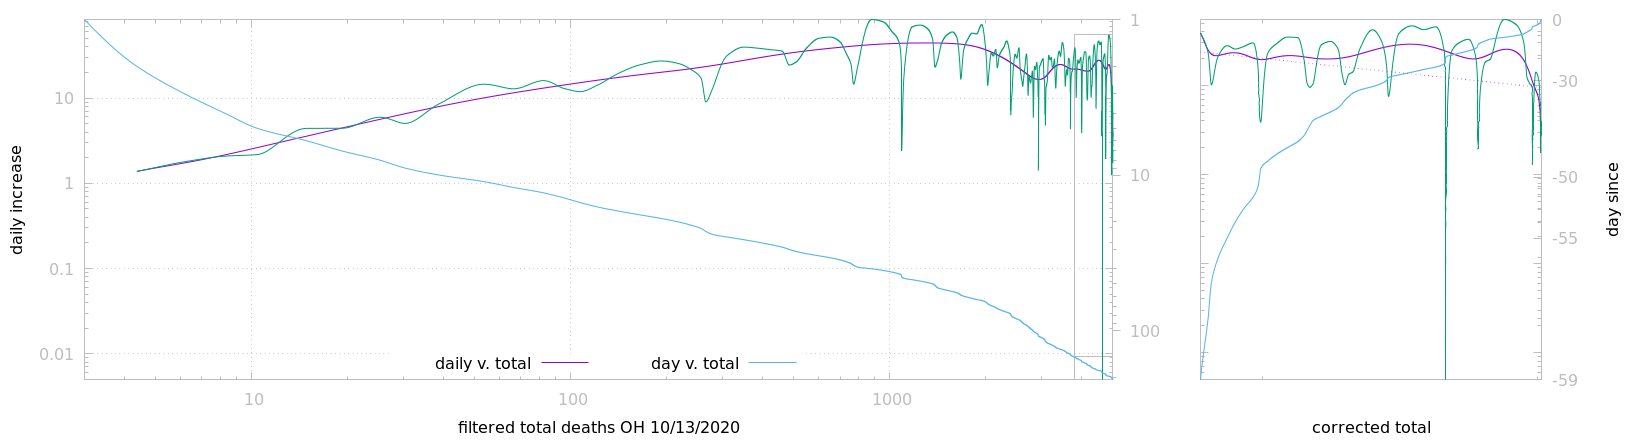 daily increase
10
1
0.1
0.01
daily v. total
day v. total
10
100
1000
filtered total deaths OH 10/13/2020
1
10
100
0
-30
-50
-55
-59
day since
corrected total